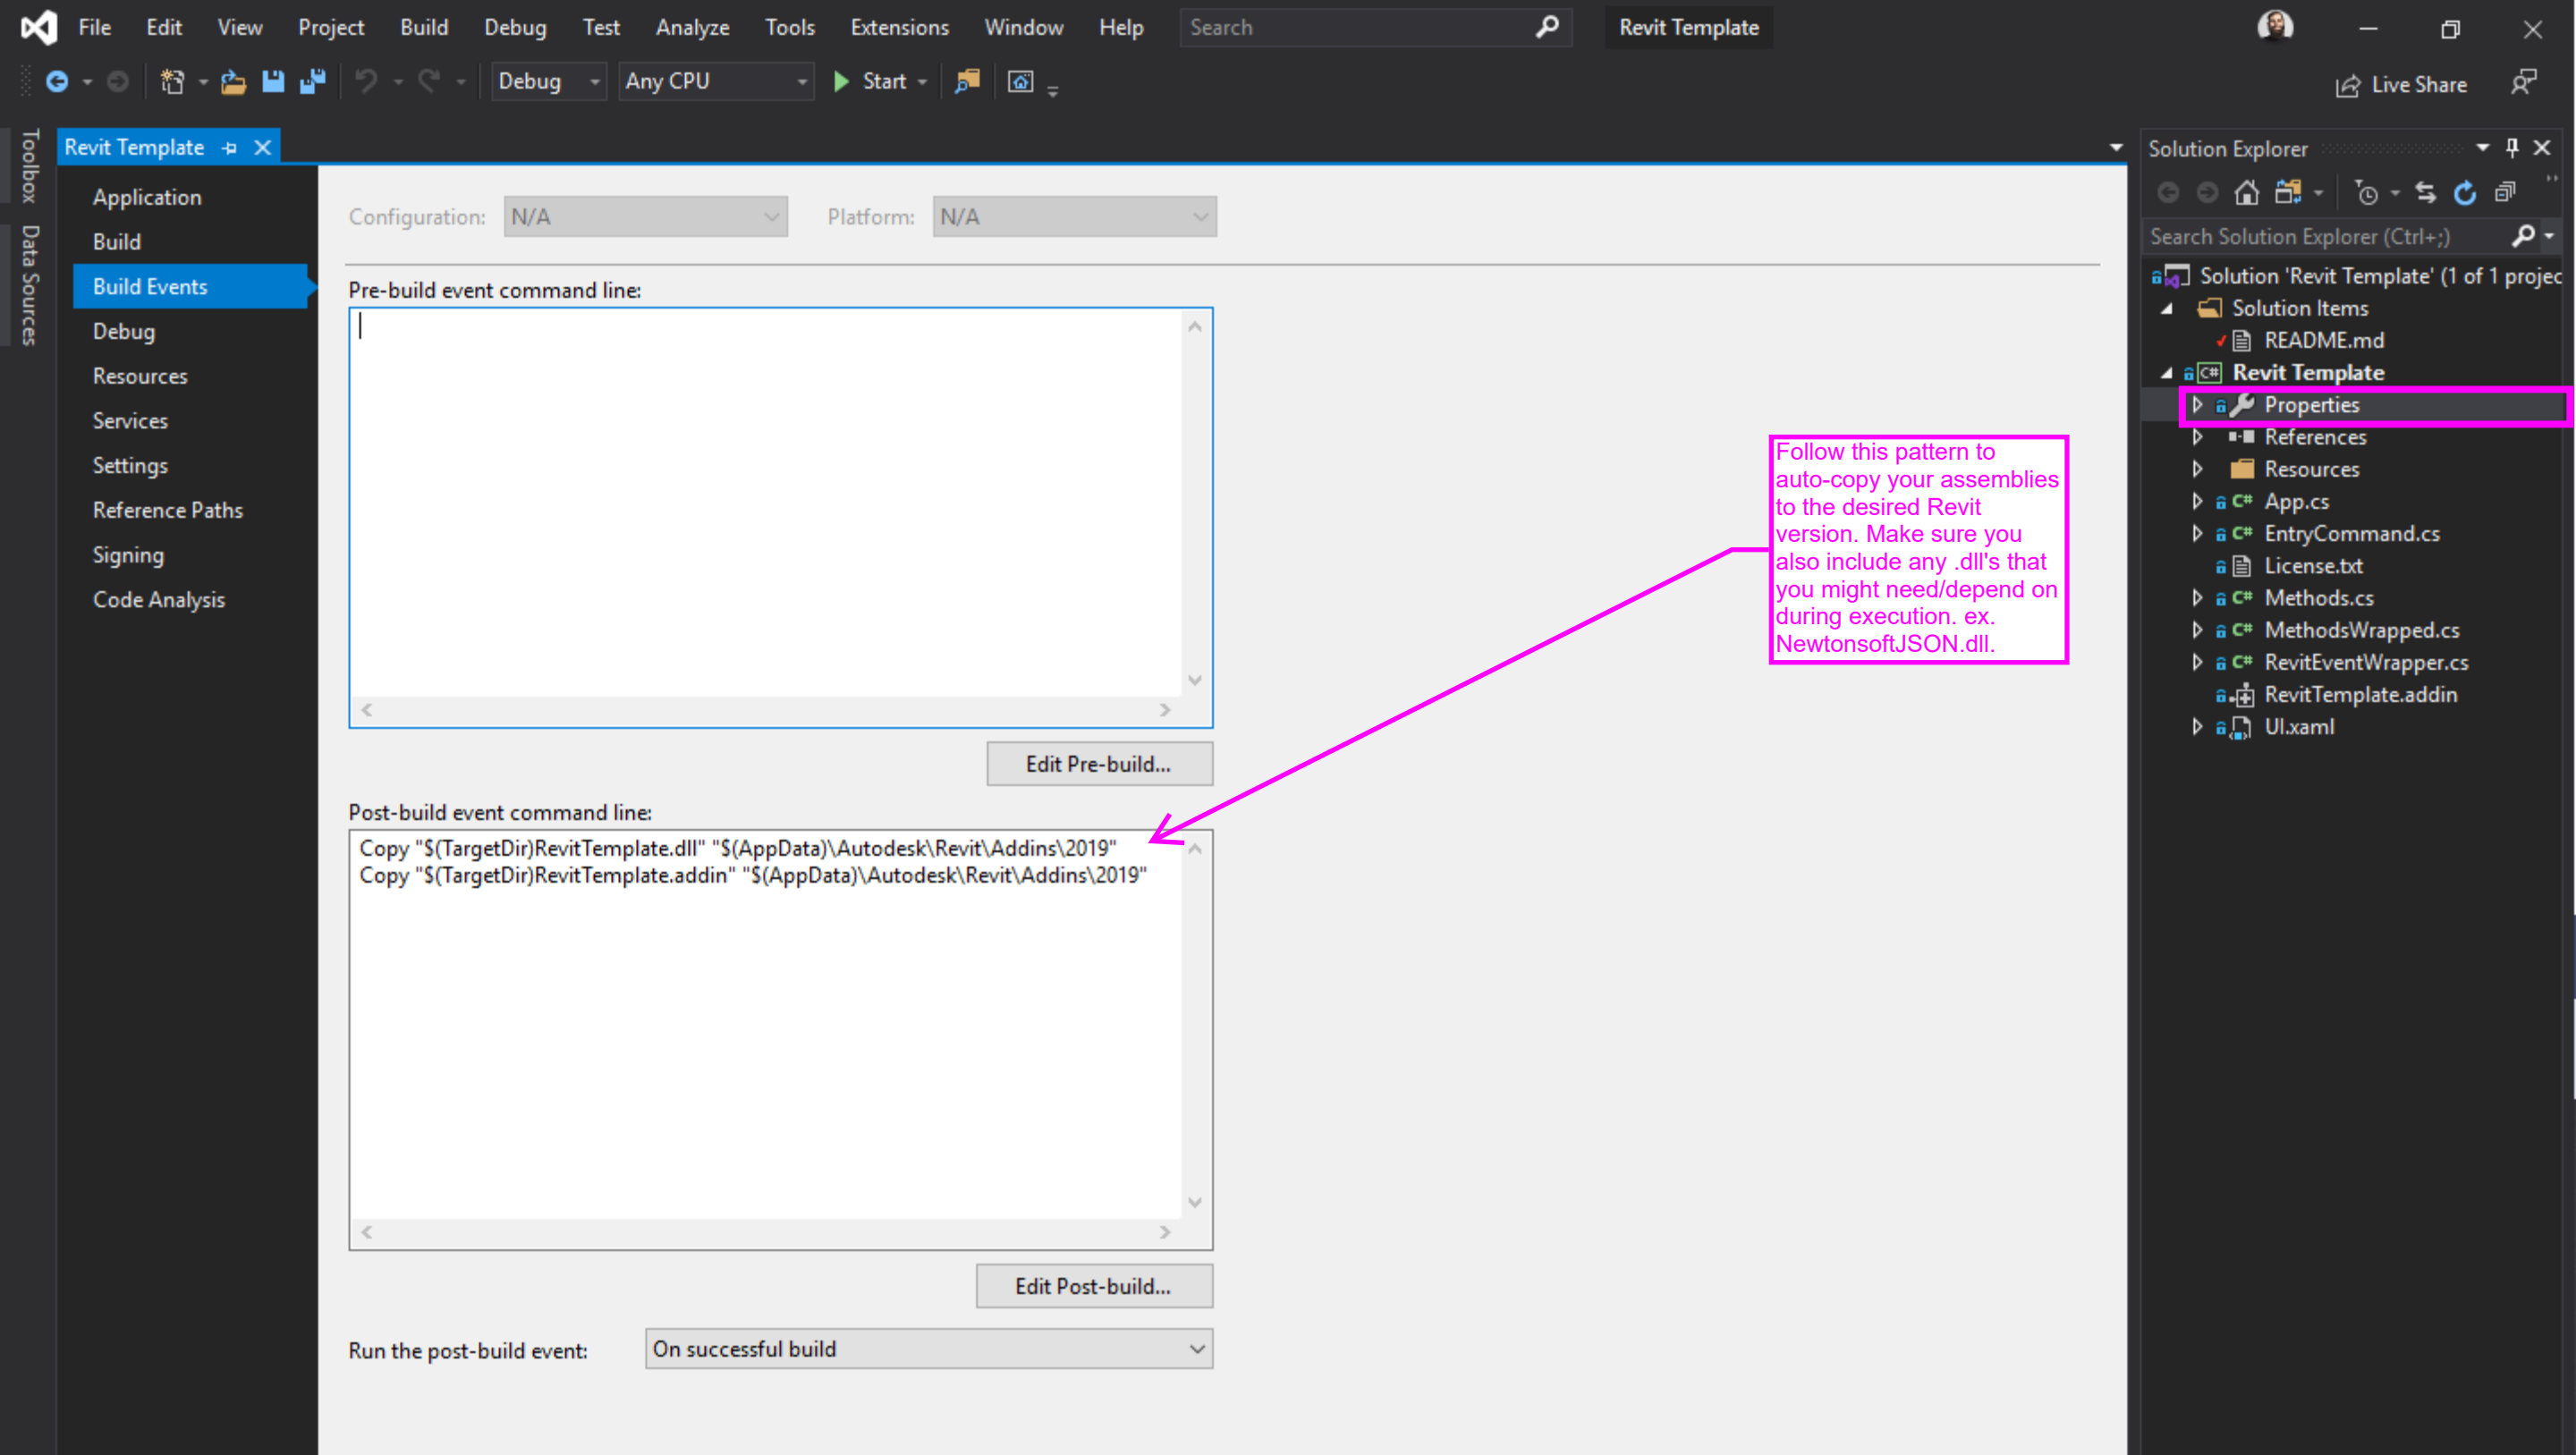 File Edit View Project Build Debug Test Analyze Tools Extensions Window Help Search Revit Template
Debug Any CPU Start Live Share
Toolbox
Data Sources
Revit Template
Application
Build
Build Events
Debug
Resources
Services
Settings
Reference Paths
Signing
Code Analysis
Configuration: N/A Platform: N/A
Pre-build event command line:
Edit Pre-build...
Post-build event command line:
Copy "$(TargetDir)RevitTemplate.dll" "$(AppData)\Autodesk\Revit\Addins\2019"
Copy "$(TargetDir)RevitTemplate.addin" "$(AppData)\Autodesk\Revit\Addins\2019"
Edit Post-build...
Run the post-build event: On successful build
Follow this pattern to
auto-copy your assemblies
to the desired Revit
version. Make sure you
also include any .dll's that
you might need/depend on
during execution. ex.
NewtonsoftJSON.dll.
Solution Explorer
Search Solution Explorer (Ctrl+;)
Solution 'Revit Template' (1 of 1 projec
Solution Items
README.md
C# Revit Template
Properties
References
Resources
C# App.cs
C# EntryCommand.cs
License.txt
C# Methods.cs
C# MethodsWrapped.cs
C# RevitEventWrapper.cs
RevitTemplate.addin
UI.xaml